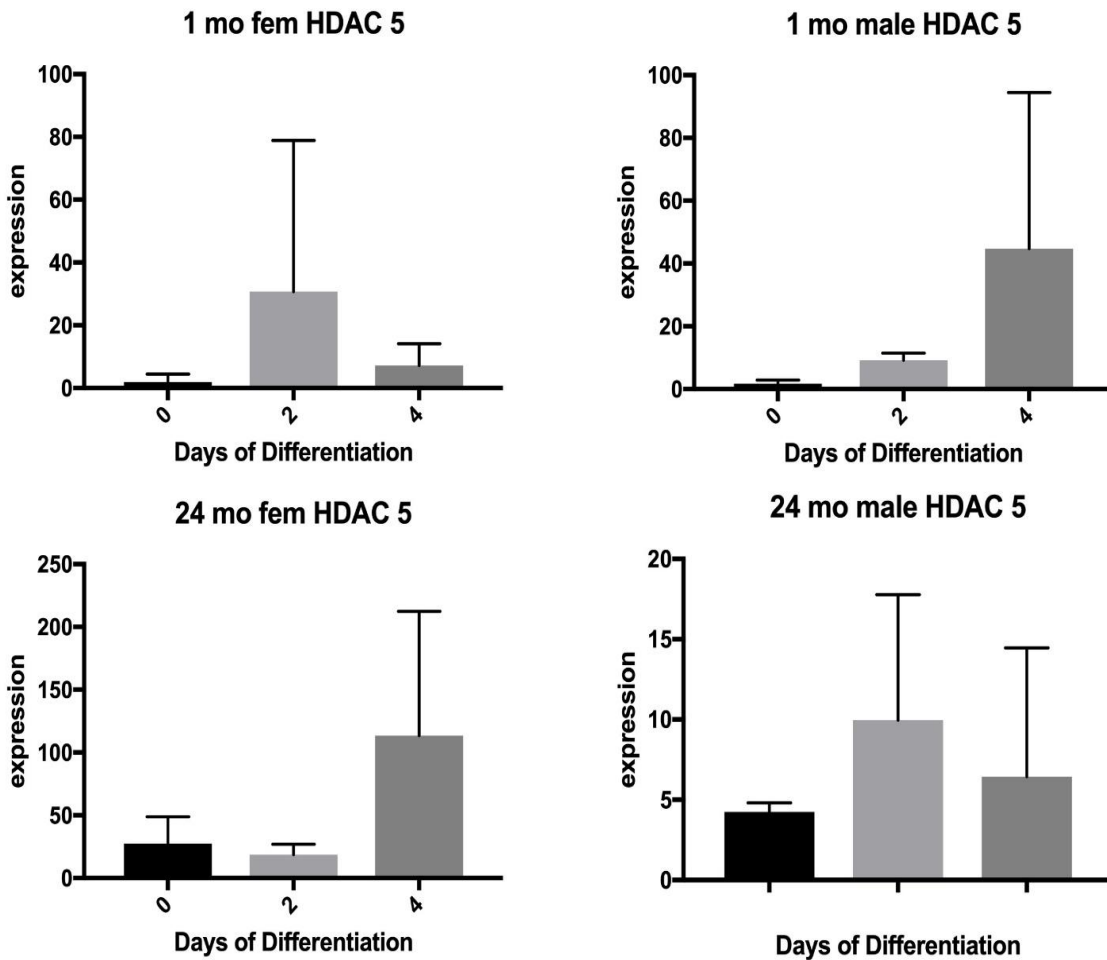 1 mo fem HDAC 5
100
80
60
40
20
0
expression
0 2 4
Days of Differentiation
1 mo male HDAC 5
100
80
60
40
20
0
expression
0 2 4
Days of Differentiation
24 mo fem HDAC 5
250
200
150
100
50
0
expression
0 2 4
Days of Differentiation
24 mo male HDAC 5
20
15
10
5
0
expression
Days of Differentiation